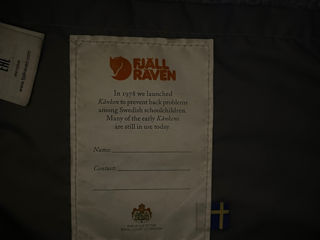 FJÄLL
RÄVEN
In 1978 we launched
Kånken to prevent back problems
among Swedish schoolchildren.
Many of the early Kånkens
are still in use today.
Name:
Contact:
EAC